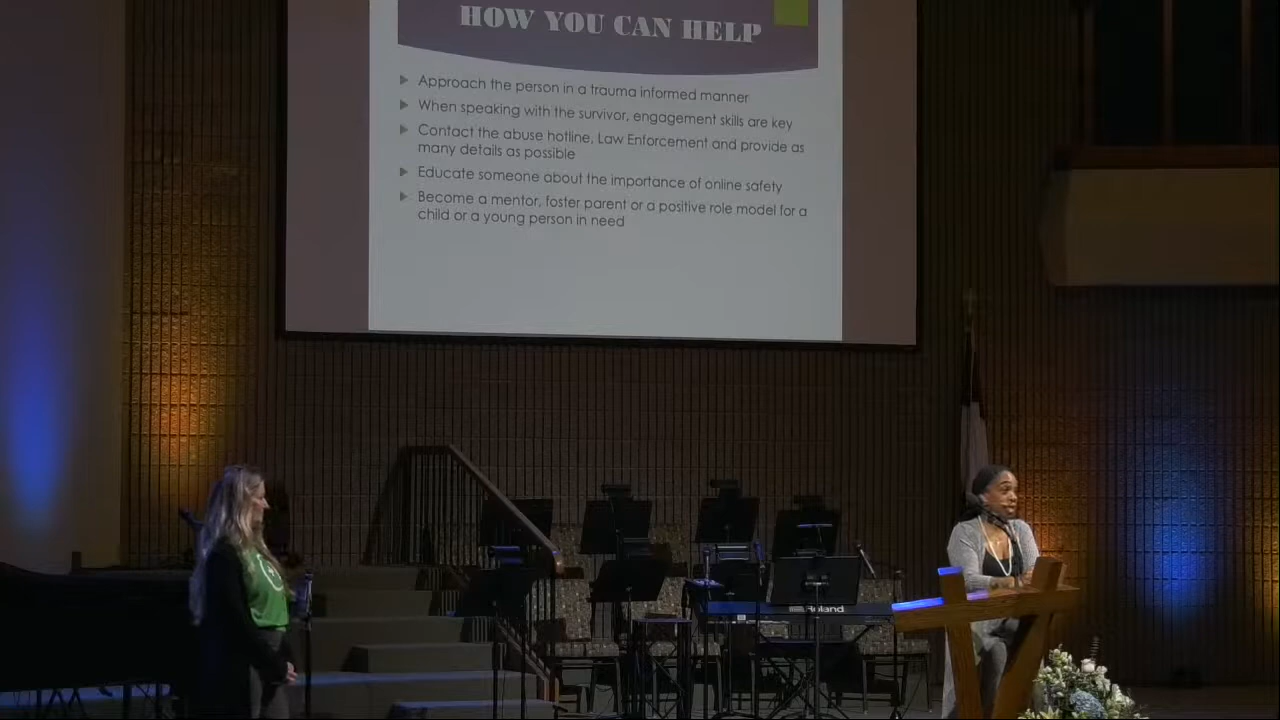 HOW YOU CAN HELP
Approach the person in a trauma informed manner
When speaking with the survivor, engagement skills are key
Contact the abuse hotline, Law Enforcement and provide as
many details as possible
Educate someone about the importance of online safety
Become a mentor, foster parent or a positive role model for a
child or a young person in need
Roland